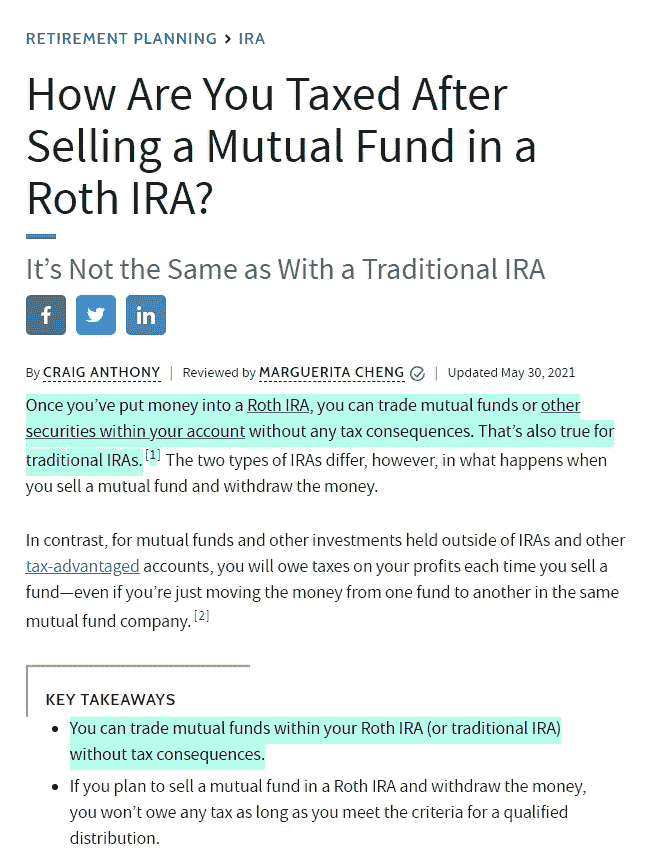 RETIREMENT PLANNING > IRA
How Are You Taxed After
Selling a Mutual Fund in a
Roth IRA?
It's Not the Same as With a Traditional IRA
f
in
By CRAIG ANTHONY | Reviewed by MARGUERITA CHENG | Updated May 30, 2021
Once you've put money into a Roth IRA, you can trade mutual funds or other
securities within your account without any tax consequences. That's also true for
traditional IRAs. [1] The two types of IRAs differ, however, in what happens when
you sell a mutual fund and withdraw the money.
In contrast, for mutual funds and other investments held outside of IRAs and other
tax-advantaged accounts, you will owe taxes on your profits each time you sell a
fund—even if you're just moving the money from one fund to another in the same
mutual fund company. [2]
KEY TAKEAWAYS
• You can trade mutual funds within your Roth IRA (or traditional IRA)
without tax consequences.
• If you plan to sell a mutual fund in a Roth IRA and withdraw the money,
you won't owe any tax as long as you meet the criteria for a qualified
distribution.